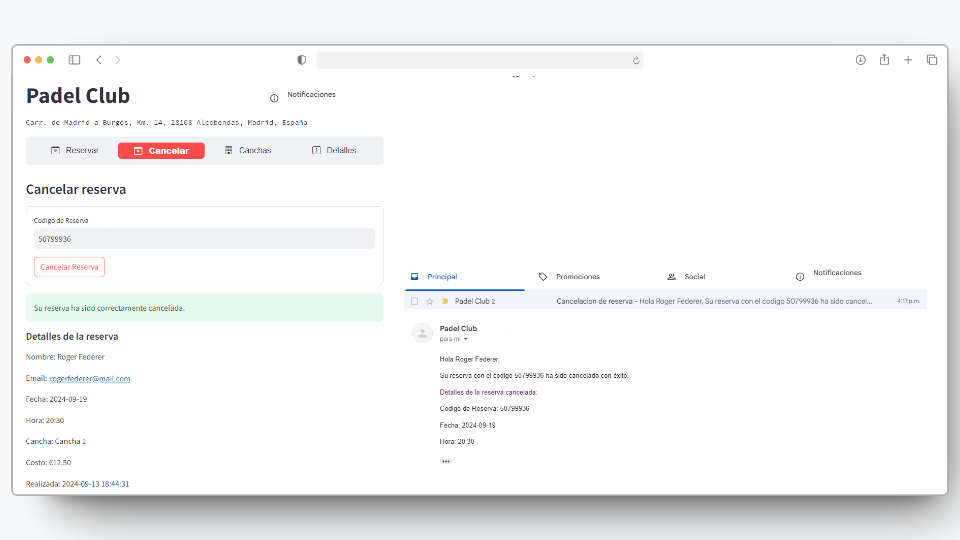 Padel Club
Notificaciones
Carr. de Madrid a Burgos, Km. 14, 28108 Alcobendas, Madrid, España
Reservar
Cancelar
Canchas
Detalles
Cancelar reserva
Codigo de Reserva
50799936
Cancelar Reserva
Su reserva ha sido correctamente cancelada.
Detalles de la reserva
Nombre: Roger Federer
Email: rogerfederer@mail.com
Fecha: 2024-09-19
Hora: 20:30
Cancha: Cancha 1
Costo: €12.50
Realizada: 2024-09-13 18:44:31
Principal
Promociones
Social
Notificaciones
Padel Club 2
Cancelacion de reserva - Hola Roger Federer, Su reserva con el codigo 50799936 ha sido cancel...
4:17 p.m.
Padel Club
para mí
Hola Roger Federer,
Su reserva con el codigo 50799936 ha sido cancelada con éxito.
Detalles de la reserva cancelada:
Codigo de Reserva: 50799936
Fecha: 2024-09-19
Hora: 20:30